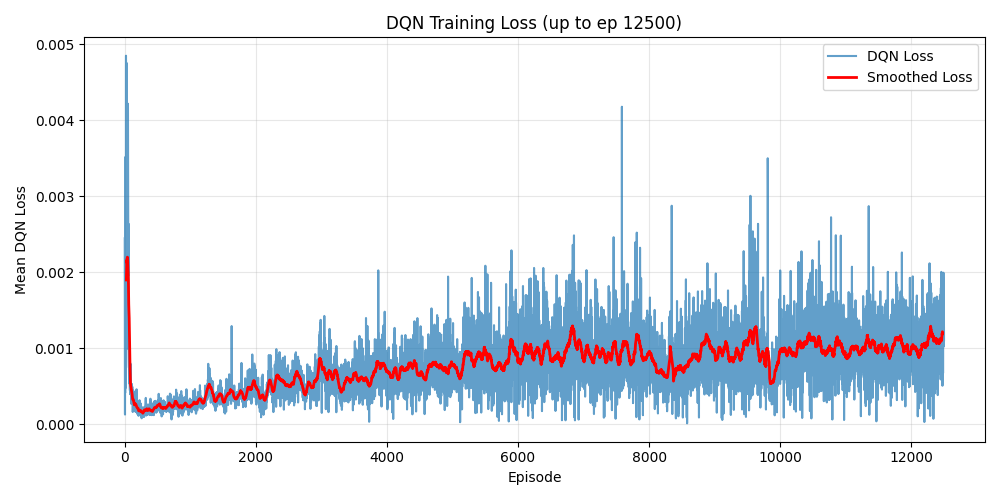 DQN Training Loss (up to ep 12500)
DQN Loss
Smoothed Loss
Mean DQN Loss
0.005
0.004
0.003
0.002
0.001
0.000
0 2000 4000 6000 8000 10000 12000
Episode